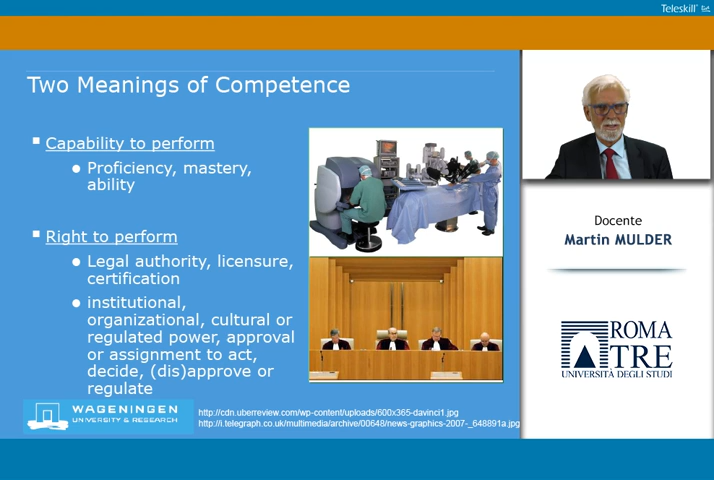 Teleskill
Two Meanings of Competence
Capability to perform
Proficiency, mastery,
ability
Right to perform
Legal authority, licensure,
certification
institutional,
organizational, cultural or
regulated power, approval
or assignment to act,
decide, (dis)approve or
regulate
WAGENINGEN
UNIVERSITY & RESEARCH
http://cdn.uberreview.com/wp-content/uploads/600x365-davinci1.jpg
http://i.telegraph.co.uk/multimedia/archive/00648/news-graphics-2007-_648891a.jpg
Docente
Martin MULDER
ROMA
TRE
UNIVERSITÀ DEGLI STUDI